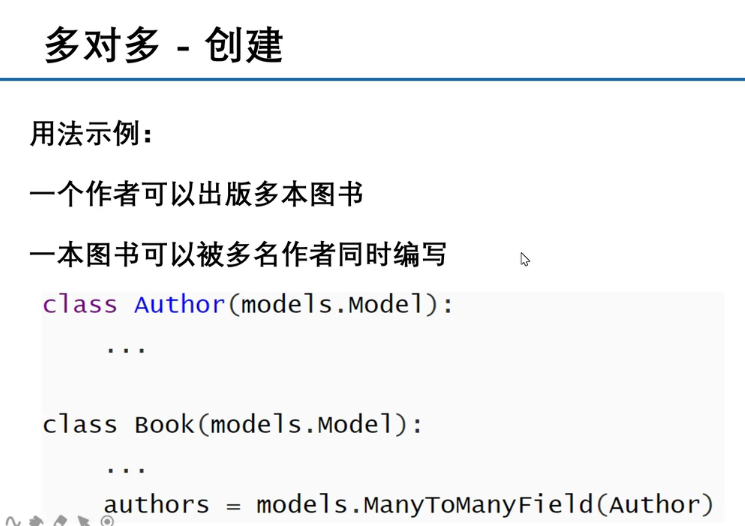 多对多 - 创建
用法示例:
一个作者可以出版多本图书
一本图书可以被多名作者同时编写
class Author(models.Model):
    ...
class Book(models.Model):
    ...
    authors = models.ManyToManyField(Author)